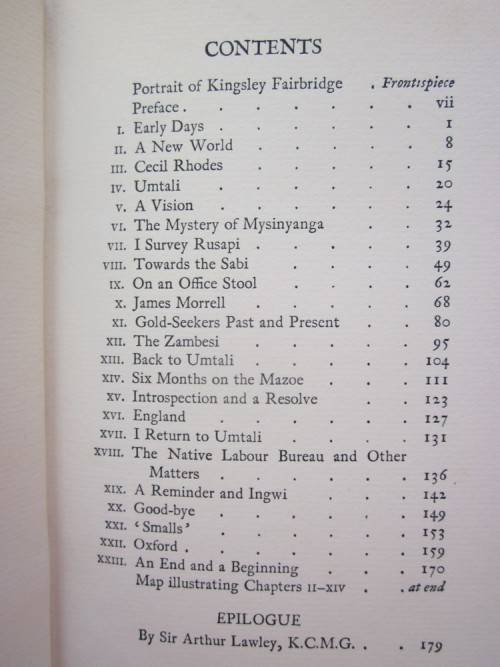 CONTENTS
Portrait of Kingsley Fairbridge . Frontispiece
Preface . . . . . . . vii
I. Early Days . . . . . . 1
II. A New World . . . . . 8
III. Cecil Rhodes . . . . . 15
IV. Umtali . . . . . . 20
V. A Vision . . . . . . 24
VI. The Mystery of Mysinyanga . . 32
VII. I Survey Rusapi . . . . . 39
VIII. Towards the Sabi . . . . 49
IX. On an Office Stool . . . . 62
X. James Morrell . . . . . 68
XI. Gold-Seekers Past and Present . . 80
XII. The Zambesi . . . . . 95
XIII. Back to Umtali . . . . . 104
XIV. Six Months on the Mazoe . . . 111
XV. Introspection and a Resolve . . 123
XVI. England . . . . . . 127
XVII. I Return to Umtali . . . . 131
XVIII. The Native Labour Bureau and Other
Matters . . . . . . 136
XIX. A Reminder and Ingwi . . . 142
XX. Good-bye . . . . . . 149
XXI. ‘Smalls’ . . . . . . 153
XXII. Oxford . . . . . . . 159
XXIII. An End and a Beginning . . . 170
Map illustrating Chapters II–XIV . . at end
EPILOGUE
By Sir Arthur Lawley, K.C.M.G. . . 179